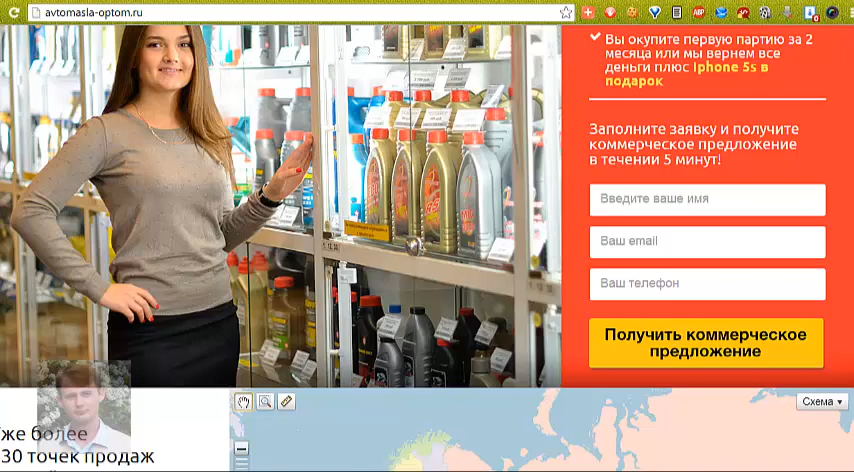 avtomasla-optom.ru
Вы окупите первую партию за 2
месяца или мы вернем все
деньги плюс Iphone 5s в
подарок
Заполните заявку и получите
коммерческое предложение
в течении 5 минут!
Введите ваше имя
Ваш email
Ваш телефон
Получить коммерческое
предложение
Схема
же более
30 точек продаж